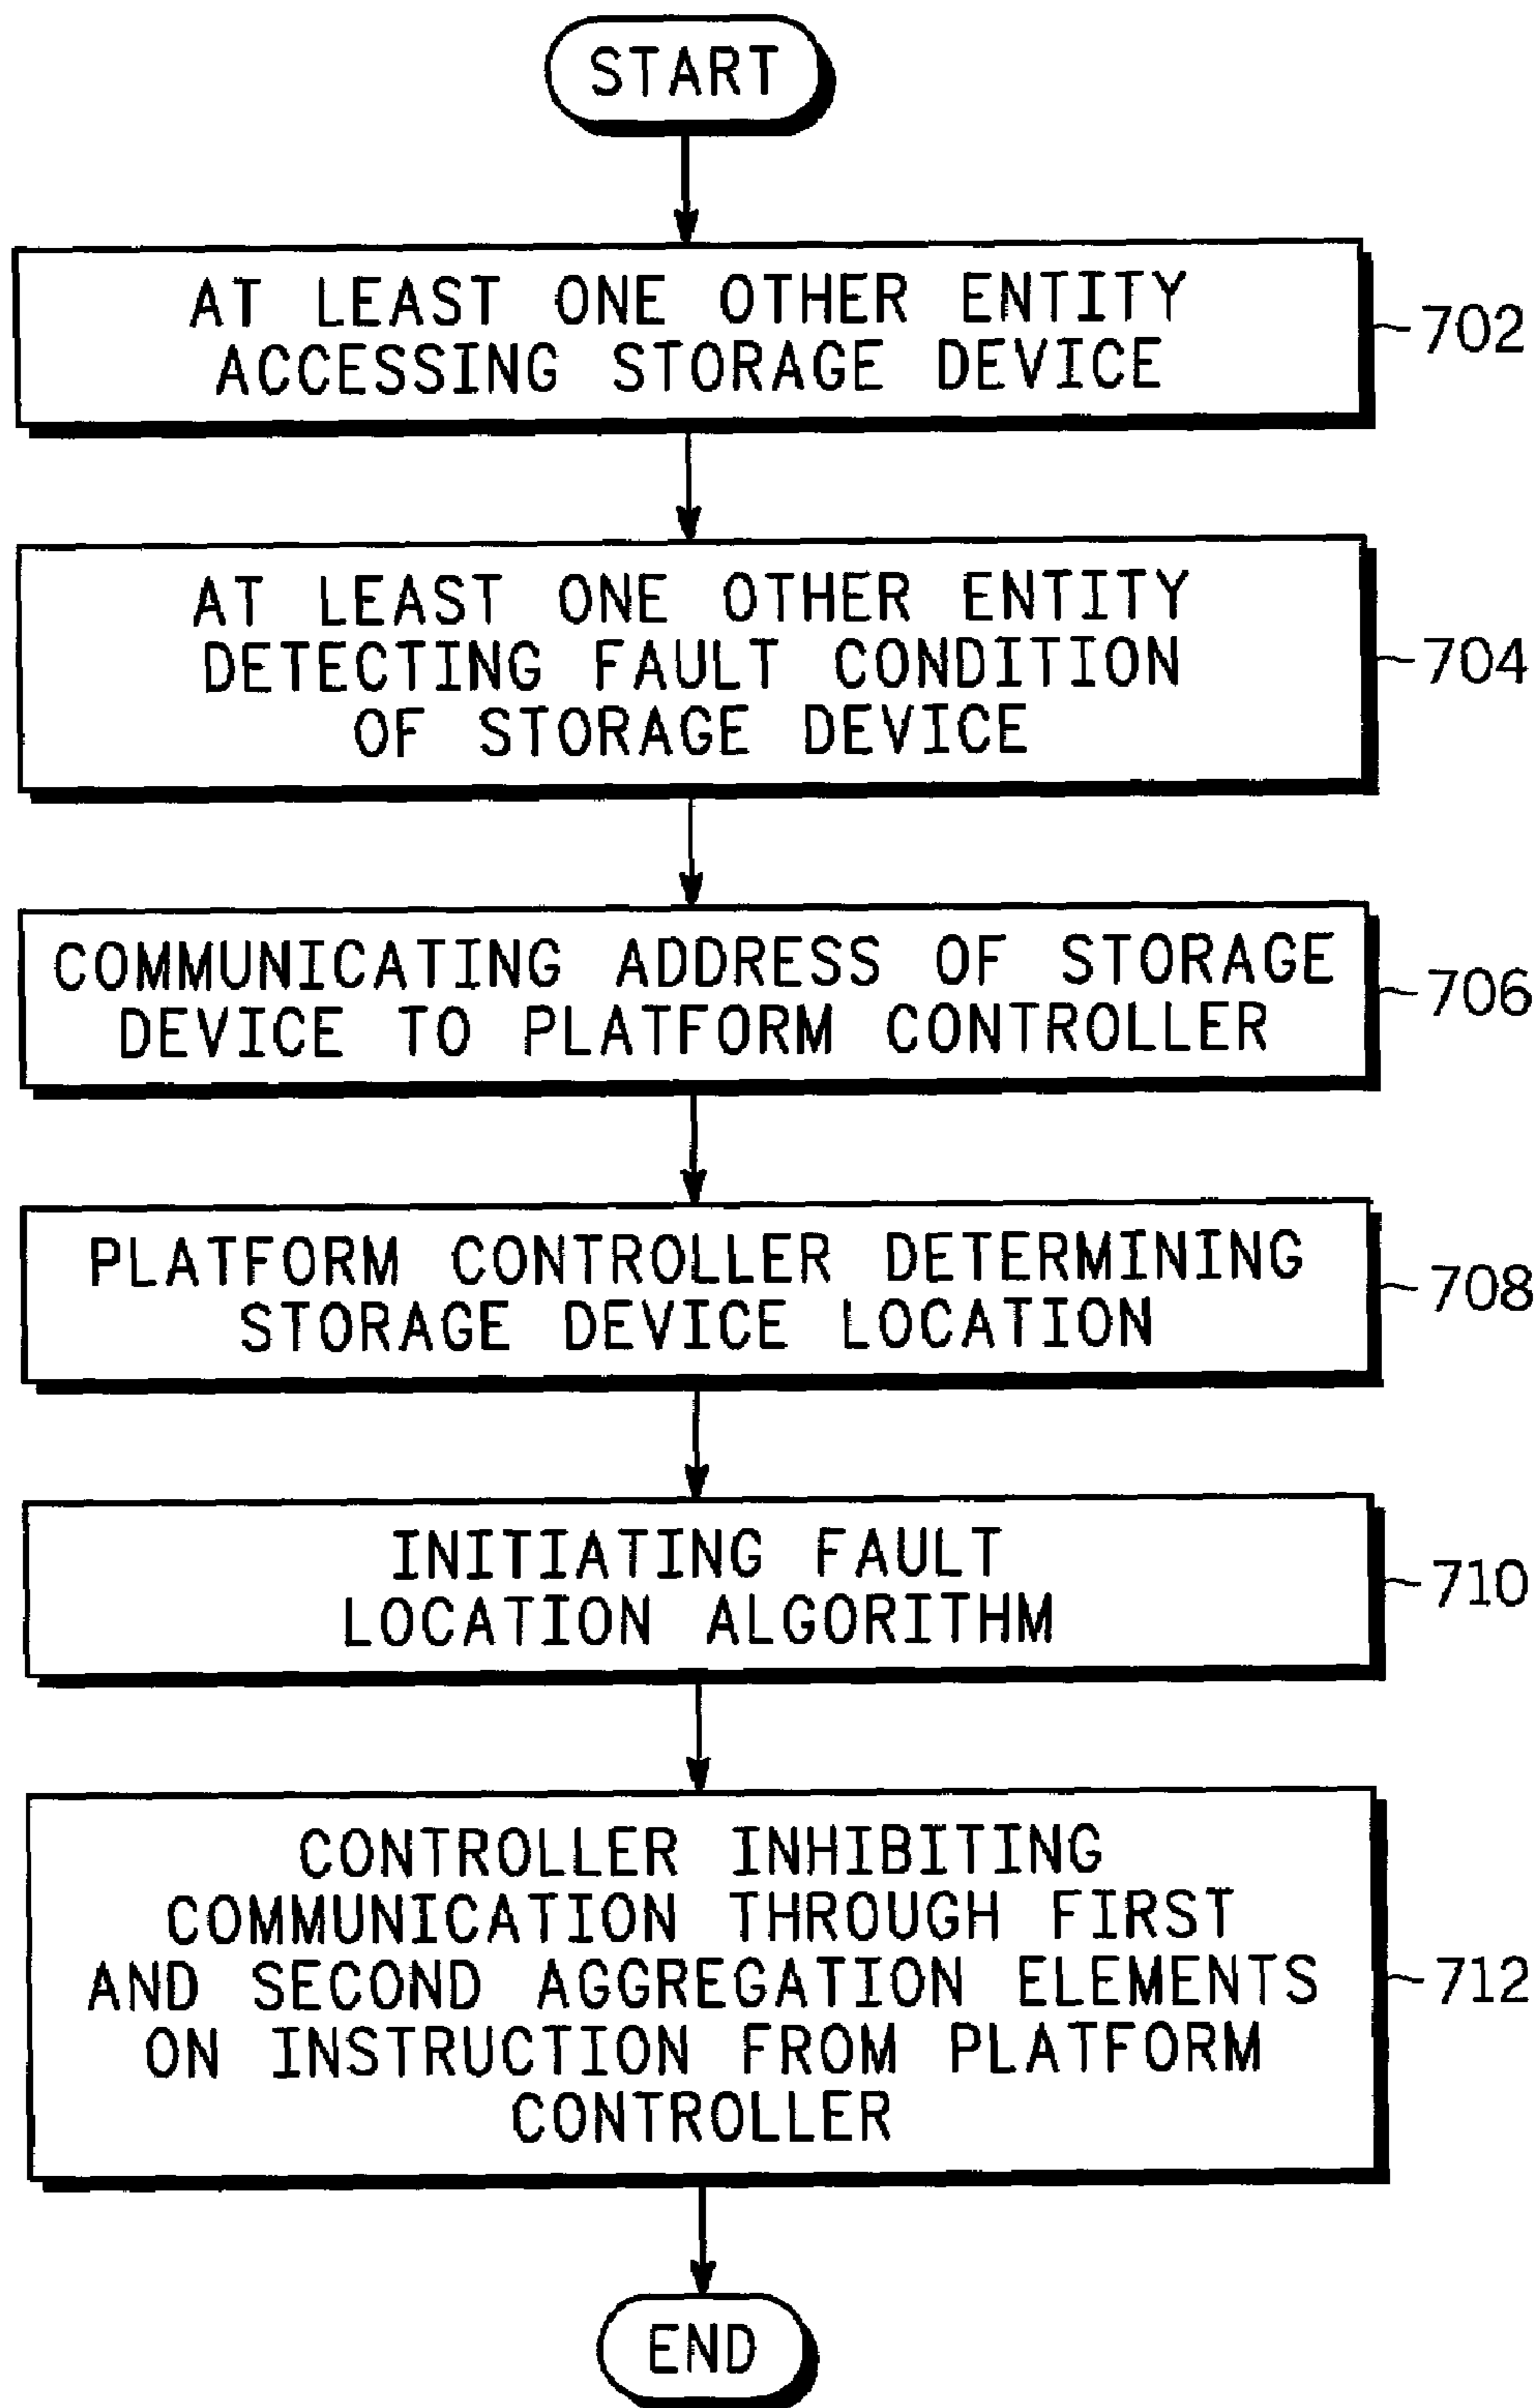 START
AT LEAST ONE OTHER ENTITY
ACCESSING STORAGE DEVICE
702
AT LEAST ONE OTHER ENTITY
DETECTING FAULT CONDITION
OF STORAGE DEVICE
704
COMMUNICATING ADDRESS OF STORAGE
DEVICE TO PLATFORM CONTROLLER
706
PLATFORM CONTROLLER DETERMINING
STORAGE DEVICE LOCATION
708
INITIATING FAULT
LOCATION ALGORITHM
710
CONTROLLER INHIBITING
COMMUNICATION THROUGH FIRST
AND SECOND AGGREGATION ELEMENTS
ON INSTRUCTION FROM PLATFORM
CONTROLLER
712
END